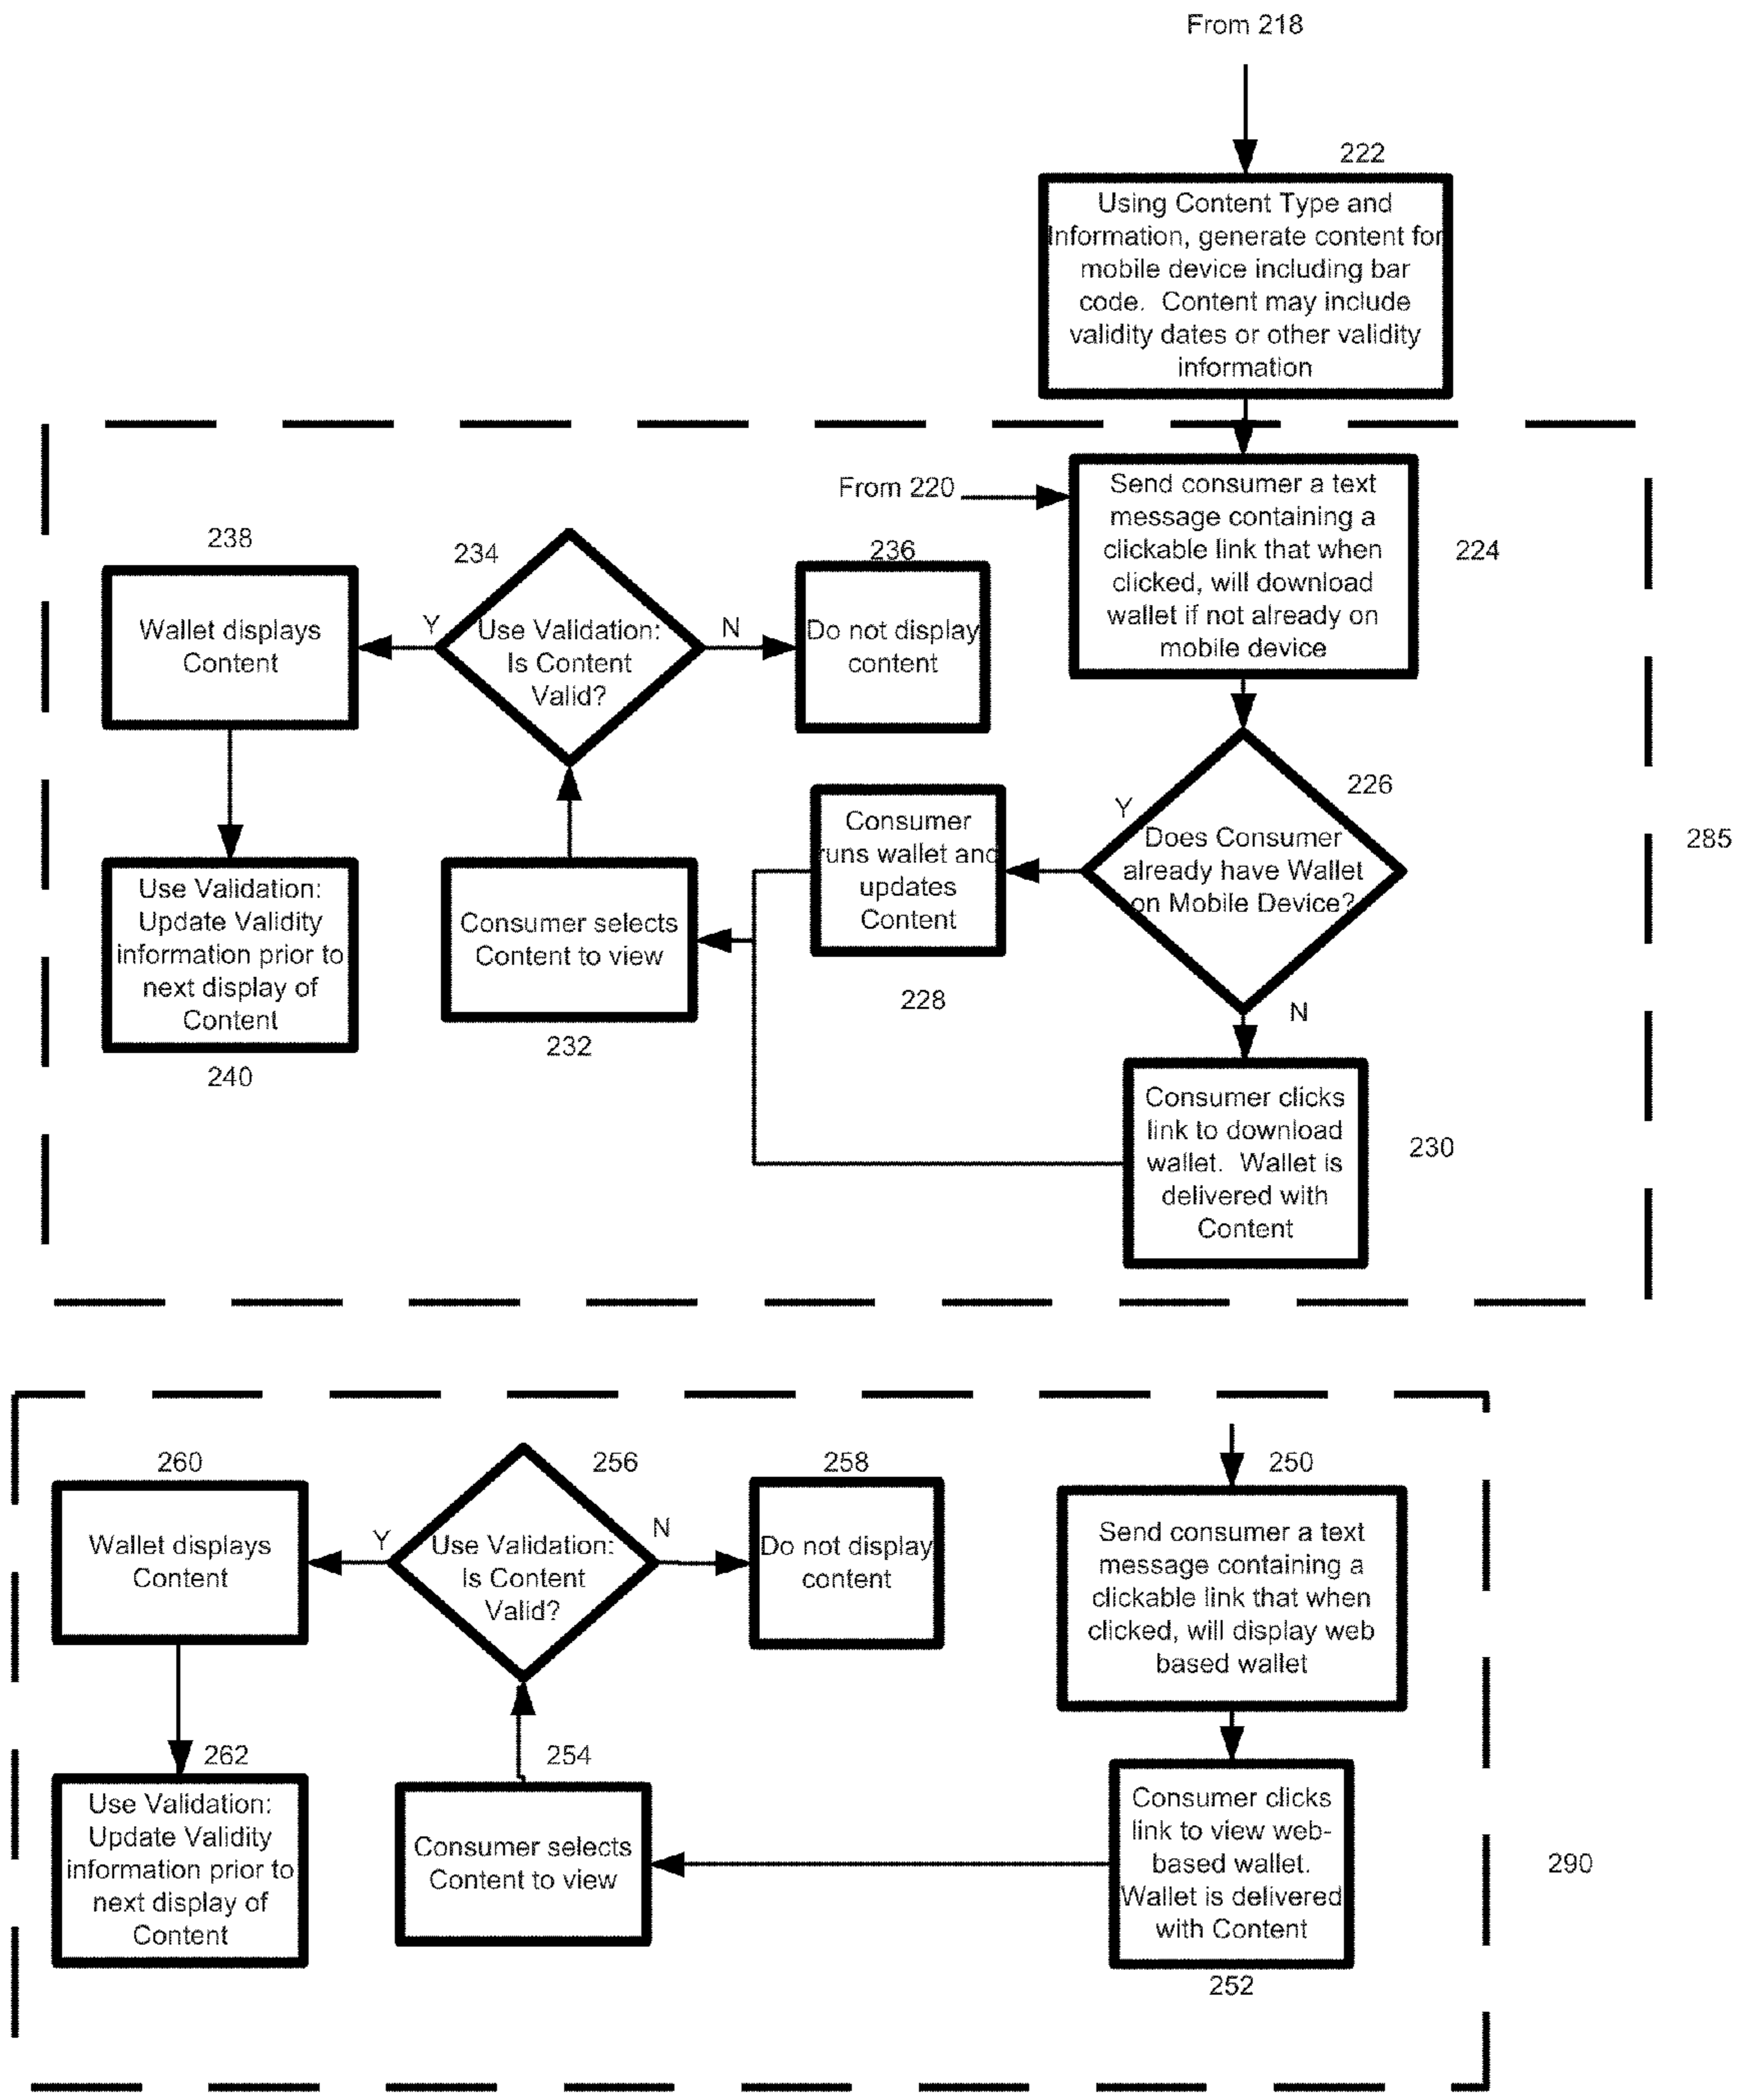 From 218
222
Using Content Type and
Information, generate content for
mobile device including bar
code.  Content may include
validity dates or other validity
information
From 220
Send consumer a text
message containing a
clickable link that when
clicked, will download
wallet if not already on
mobile device
224
238
Wallet displays
Content
234
Y
Use Validation:
Is Content
Valid?
N
236
Do not display
content
226
Y
Does Consumer
already have Wallet
on Mobile Device?
N
285
Consumer
runs wallet and
updates
Content
228
Consumer selects
Content to view
232
Use Validation:
Update Validity
information prior to
next display of
Content
240
Consumer clicks
link to download
wallet.  Wallet is
delivered with
Content
230
260
Wallet displays
Content
256
Y
Use Validation:
Is Content
Valid?
N
258
Do not display
content
250
Send consumer a text
message containing a
clickable link that when
clicked, will display web
based wallet
262
Use Validation:
Update Validity
information prior to
next display of
Content
254
Consumer selects
Content to view
Consumer clicks
link to view web-
based wallet.
Wallet is delivered
with Content
252
290